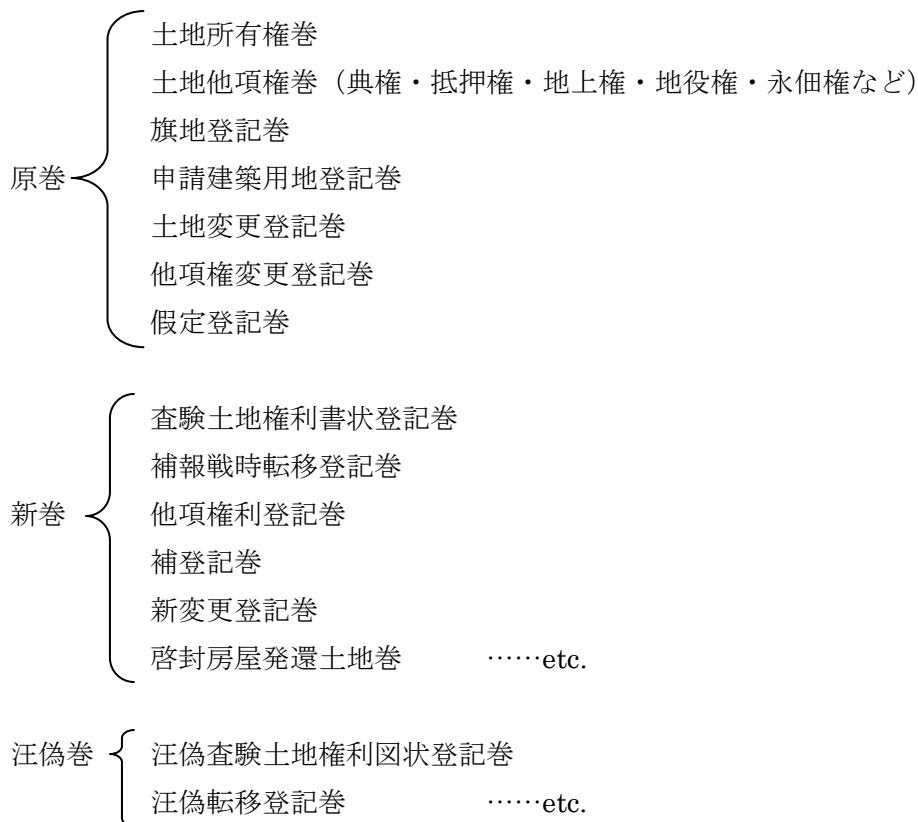 土地所有権巻
土地他項権巻（典権・抵押権・地上権・地役権・永佃権など）
旗地登記巻
原巻 申請建築用地登記巻
土地変更登記巻
他項権変更登記巻
假定登記巻
査験土地権利書状登記巻
補報戦時転移登記巻
新巻 他項権利登記巻
補登記巻
新変更登記巻
啓封房屋発還土地巻 ……etc.
汪偽巻 汪偽査験土地権利図状登記巻
汪偽転移登記巻 ……etc.